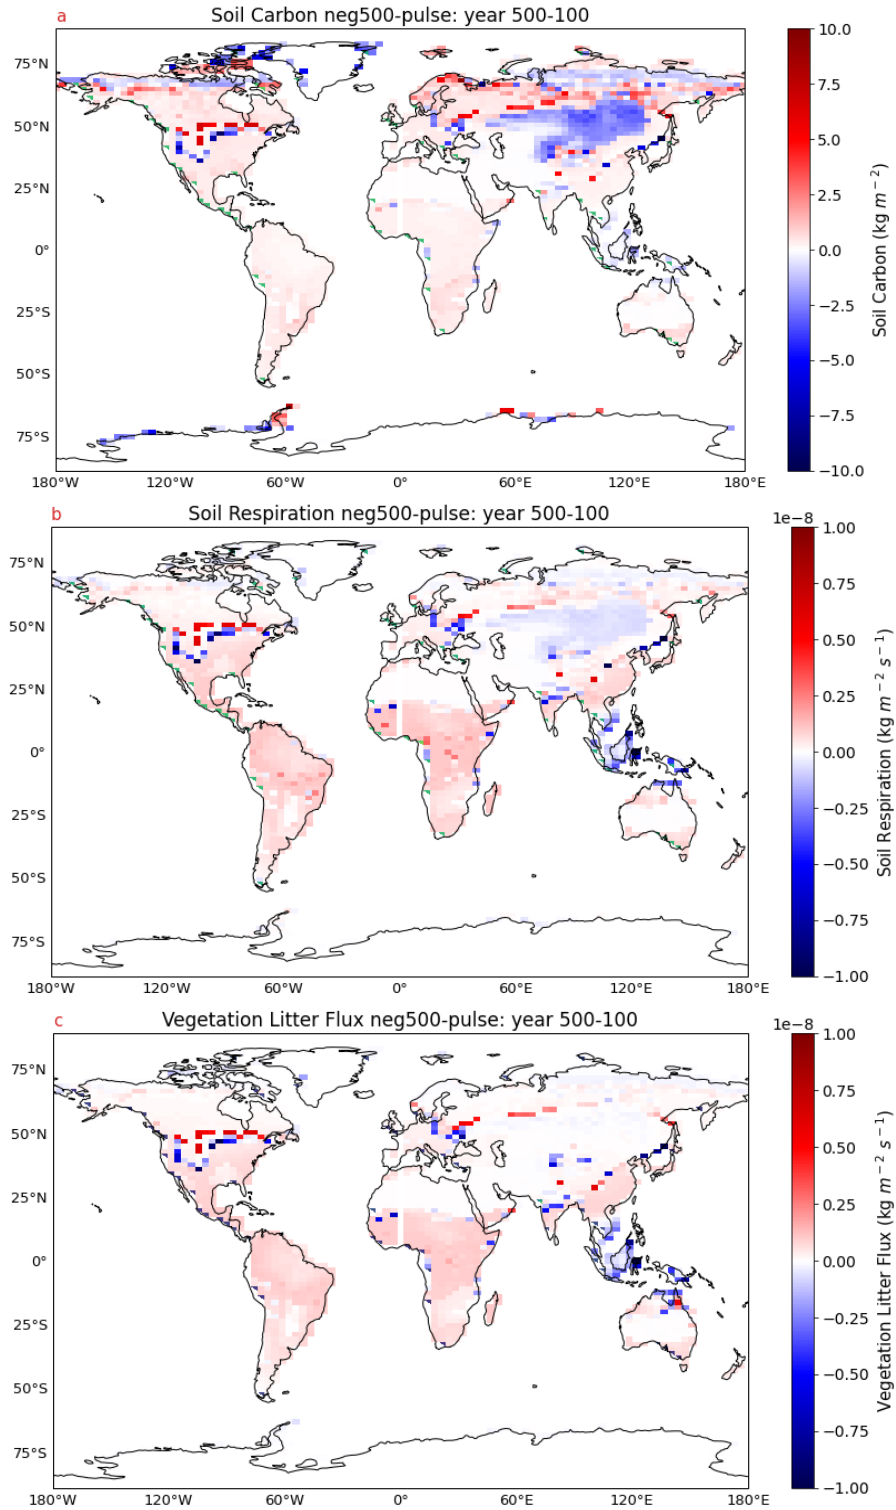 a
Soil Carbon neg500-pulse: year 500-100
75°N
50°N
25°N
0°
25°S
50°S
75°S
180°W 120°W 60°W 0° 60°E 120°E 180°E
10.0
7.5
5.0
2.5
0.0
−2.5
−5.0
−7.5
−10.0
Soil Carbon (kg m⁻²)
b
Soil Respiration neg500-pulse: year 500-100
75°N
50°N
25°N
0°
25°S
50°S
75°S
180°W 120°W 60°W 0° 60°E 120°E 180°E
1e−8
1.00
0.75
0.50
0.25
0.00
−0.25
−0.50
−0.75
−1.00
Soil Respiration (kg m⁻² s⁻¹)
c
Vegetation Litter Flux neg500-pulse: year 500-100
75°N
50°N
25°N
0°
25°S
50°S
75°S
180°W 120°W 60°W 0° 60°E 120°E 180°E
1e−8
1.00
0.75
0.50
0.25
0.00
−0.25
−0.50
−0.75
−1.00
Vegetation Litter Flux (kg m⁻² s⁻¹)